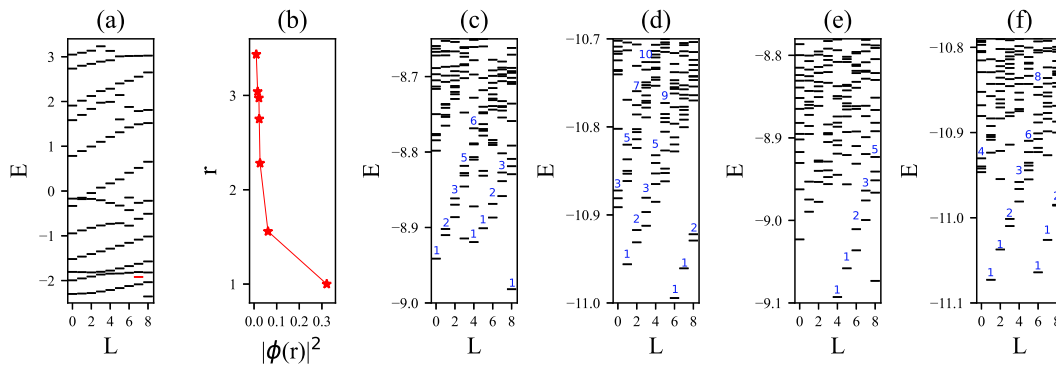 (a) (b) (c) (d) (e) (f)
3
2
1
0
−1
−2
E
0 2 4 6 8
L
3
2
1
r
0.0 0.1 0.2 0.3
|ϕ(r)|²
−8.7
−8.8
−8.9
−9.0
E
1 2 3 5 6 1 1 2 3 1
0 2 4 6 8
L
−10.7
−10.8
−10.9
−11.0
E
3 5 1 7 2 10 3 5 9 1 1 2
0 2 4 6 8
L
−8.8
−8.9
−9.0
−9.1
E
1 1 2 3 5
0 2 4 6 8
L
−10.8
−10.9
−11.0
−11.1
E
4 1 1 2 4 6 8 1 1 2
0 2 4 6 8
L